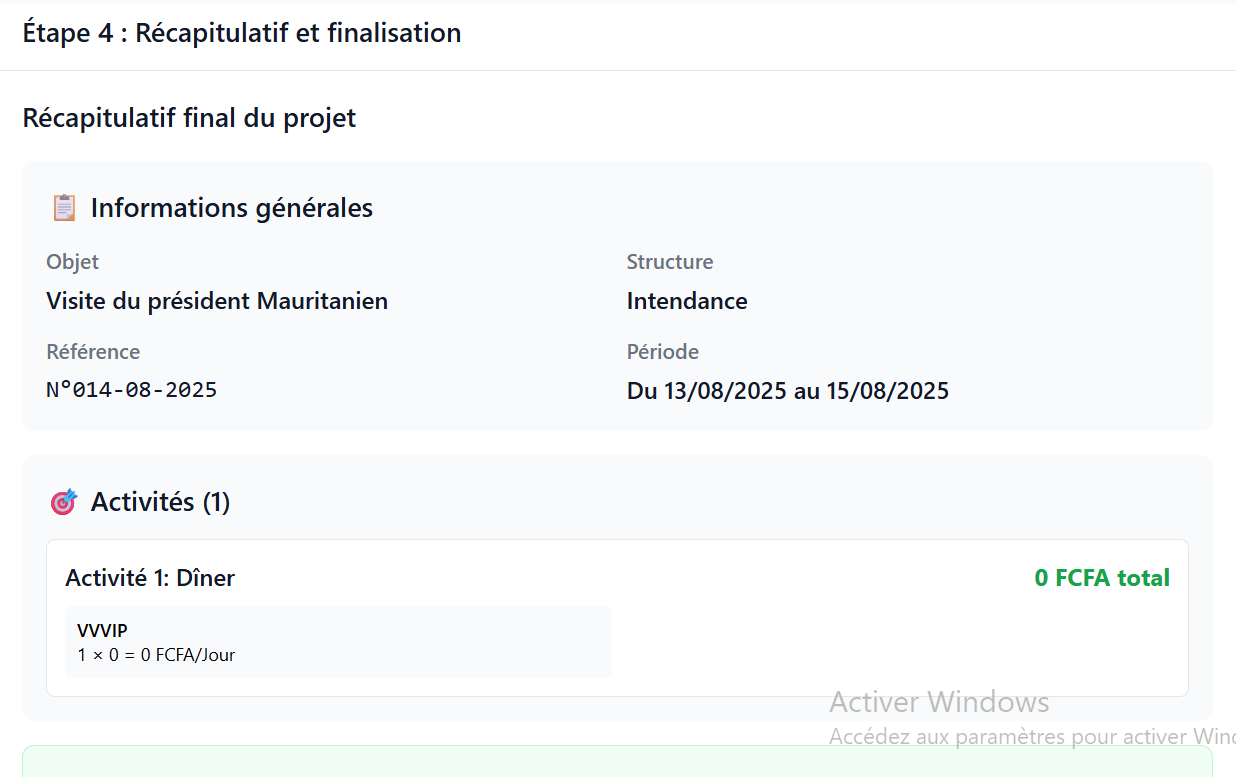 Étape 4 : Récapitulatif et finalisation
Récapitulatif final du projet
Informations générales
Objet
Visite du président Mauritanien
Structure
Intendance
Référence
N°014-08-2025
Période
Du 13/08/2025 au 15/08/2025
Activités (1)
Activité 1: Dîner
0 FCFA total
VVVIP
1 × 0 = 0 FCFA/Jour
Activer Windows
Accédez aux paramètres pour activer Wind